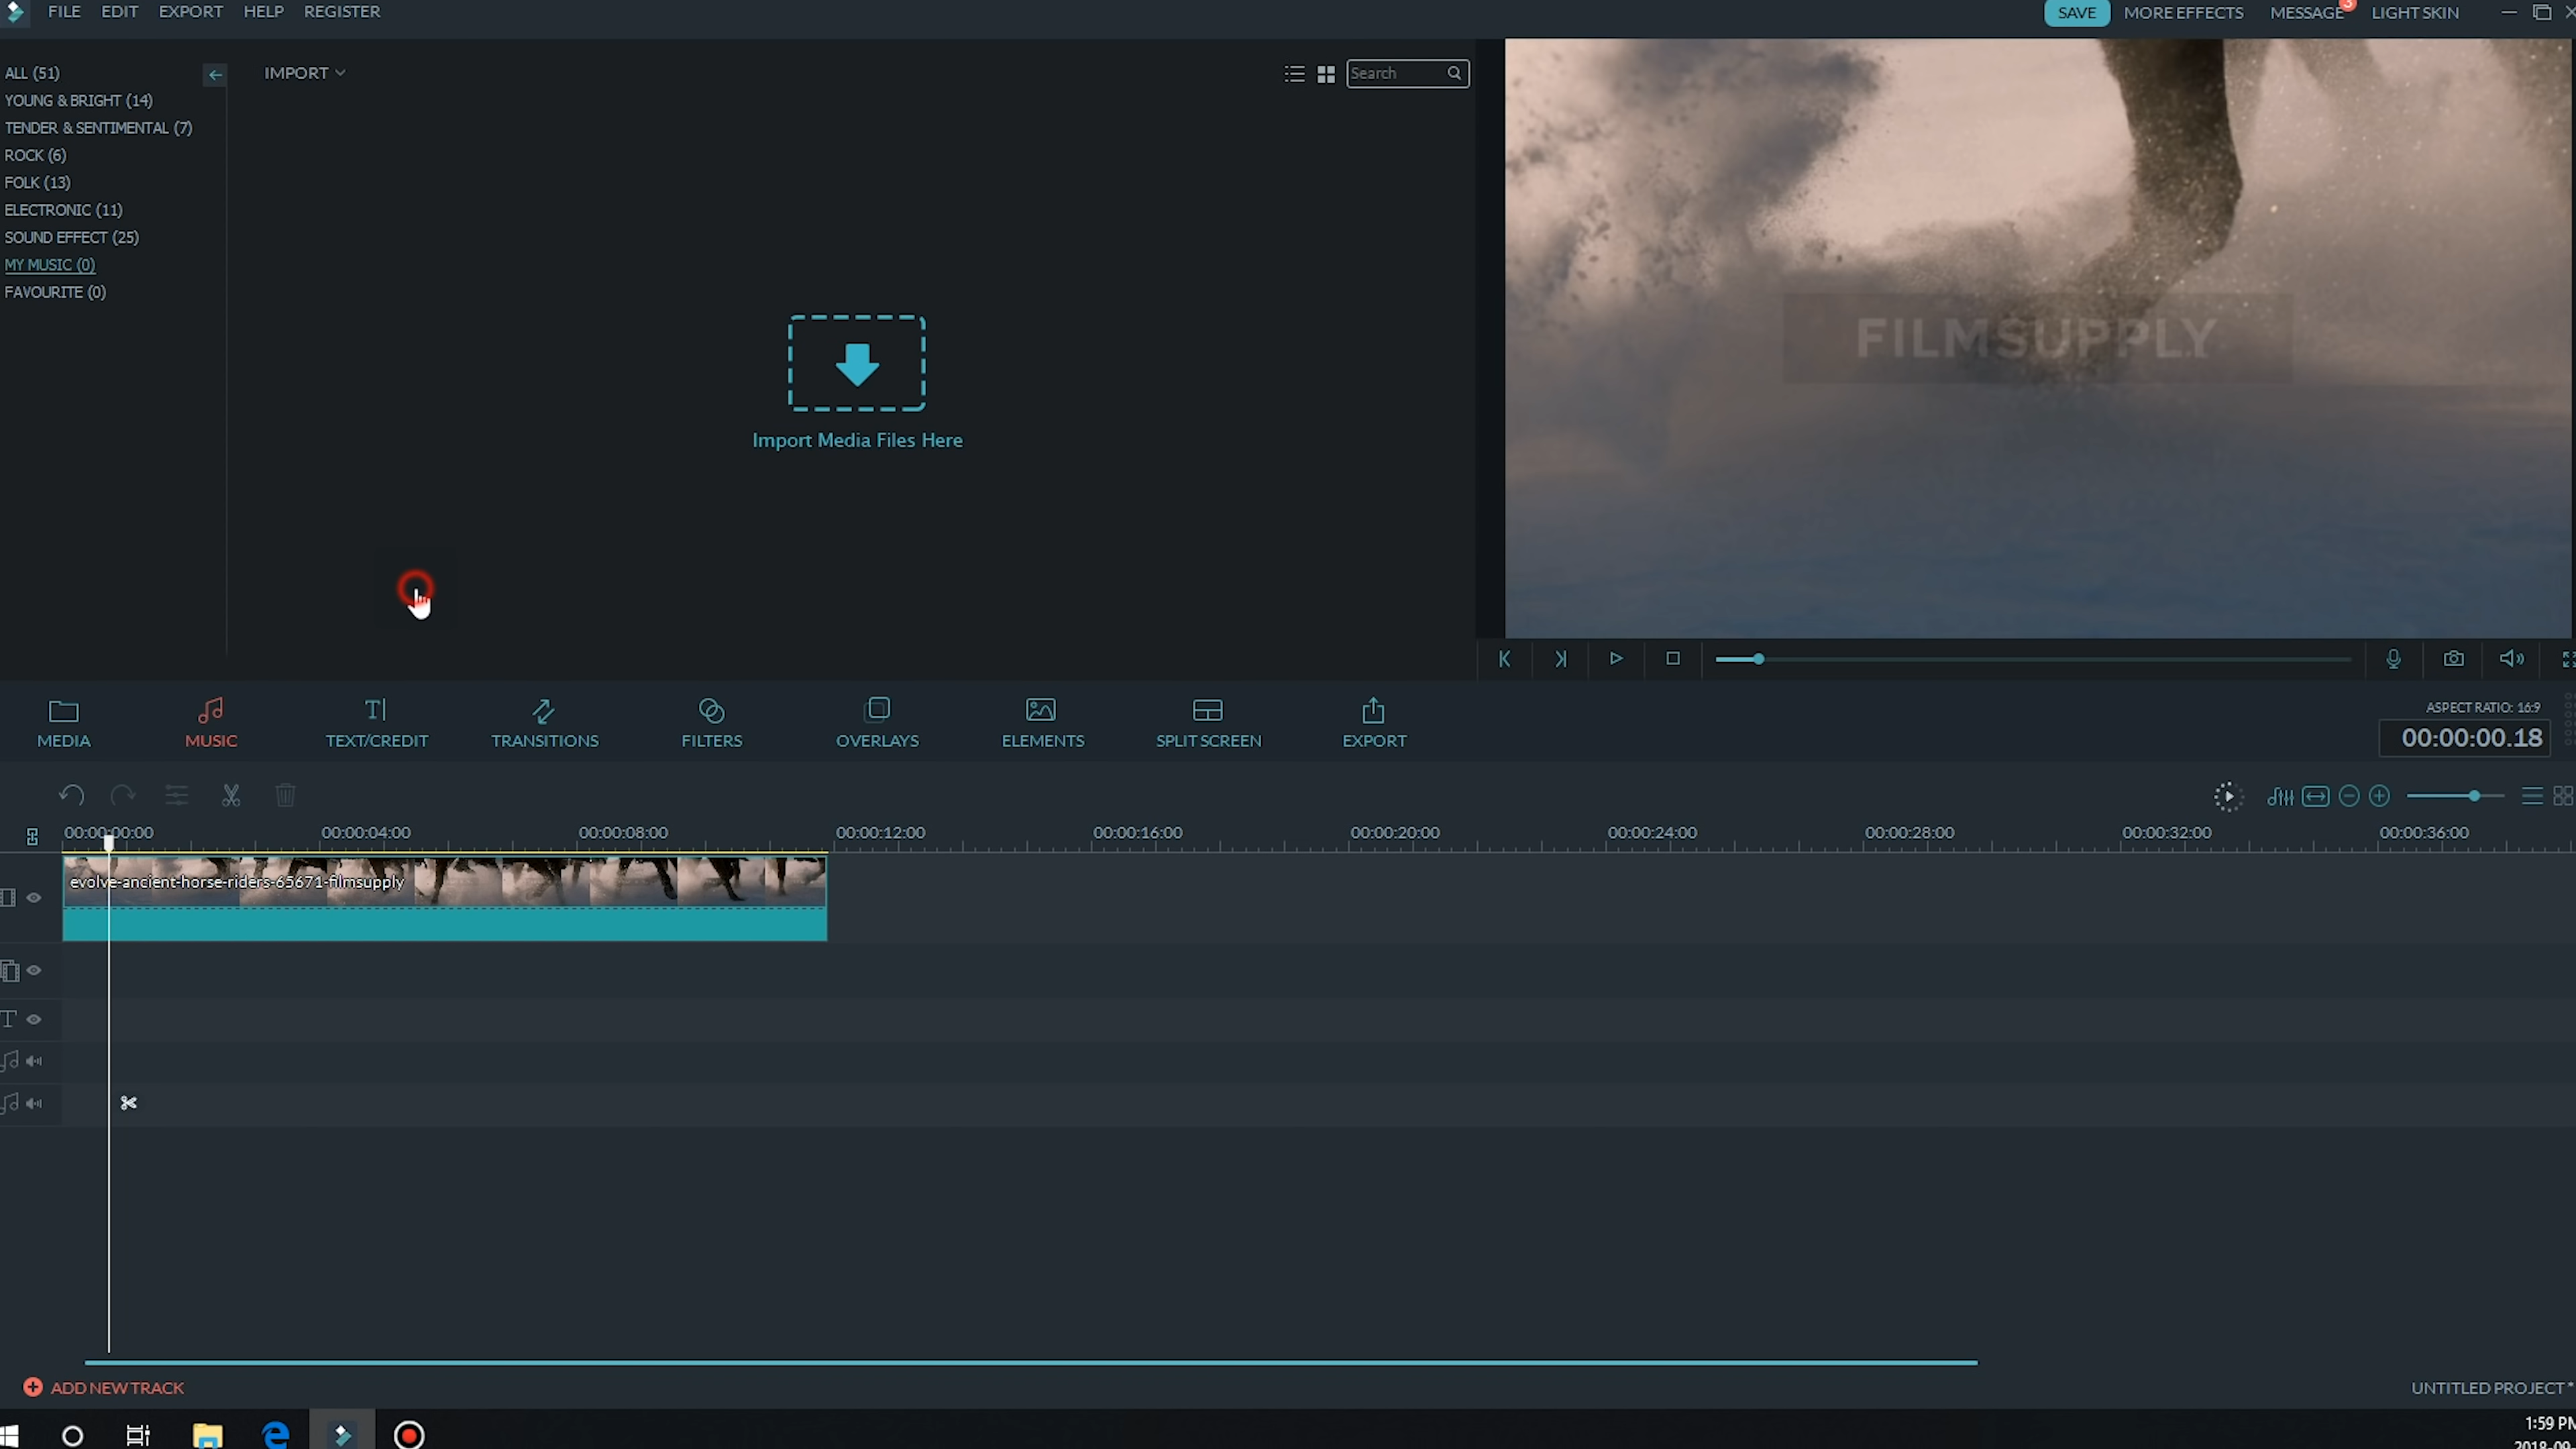 FILE EDIT EXPORT HELP REGISTER
SAVE MORE EFFECTS MESSAGE 3 LIGHT SKIN
ALL (51)
YOUNG & BRIGHT (14)
TENDER & SENTIMENTAL (7)
ROCK (6)
FOLK (13)
ELECTRONIC (11)
SOUND EFFECT (25)
MY MUSIC (0)
FAVOURITE (0)
IMPORT
Search
Import Media Files Here
FILMSUPPLY
MEDIA MUSIC TEXT/CREDIT TRANSITIONS FILTERS OVERLAYS ELEMENTS SPLIT SCREEN EXPORT
ASPECT RATIO: 16:9
00:00:00.18
00:00:00:00 00:00:04:00 00:00:08:00 00:00:12:00 00:00:16:00 00:00:20:00 00:00:24:00 00:00:28:00 00:00:32:00 00:00:36:00
evolve-ancient-horse-riders-65671-filmsupply
ADD NEW TRACK
UNTITLED PROJECT *
1:59 PM
2018-09